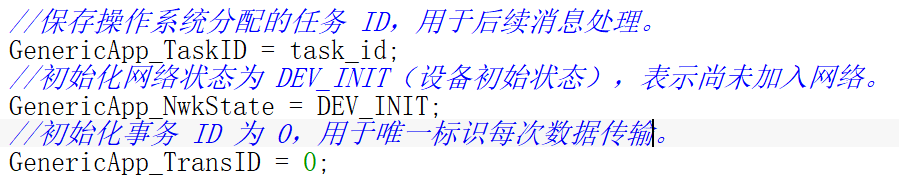 //保存操作系统分配的任务 ID，用于后续消息处理。
GenericApp_TaskID = task_id;
//初始化网络状态为 DEV_INIT（设备初始状态），表示尚未加入网络。
GenericApp_NwkState = DEV_INIT;
//初始化事务 ID 为 0，用于唯一标识每次数据传输。
GenericApp_TransID = 0;